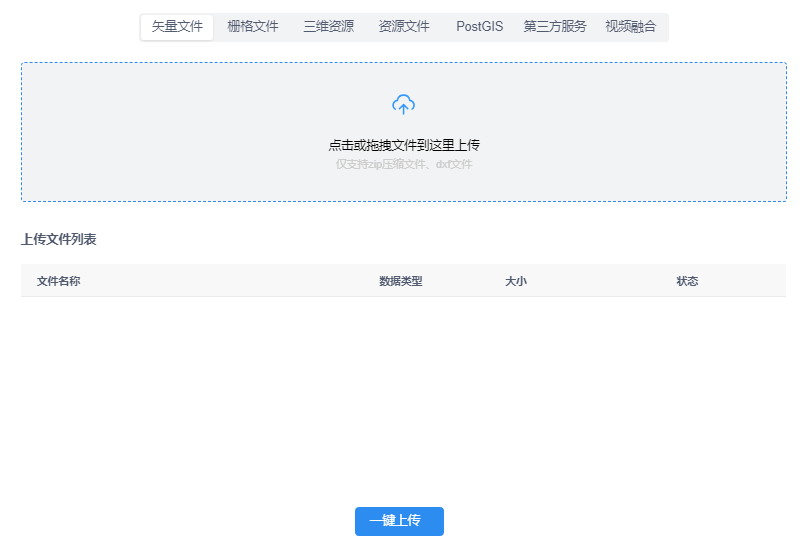 矢量文件 栅格文件 三维资源 资源文件 PostGIS 第三方服务 视频融合
点击或拖拽文件到这里上传
仅支持zip压缩文件、dxf文件
上传文件列表
文件名称 数据类型 大小 状态
一键上传